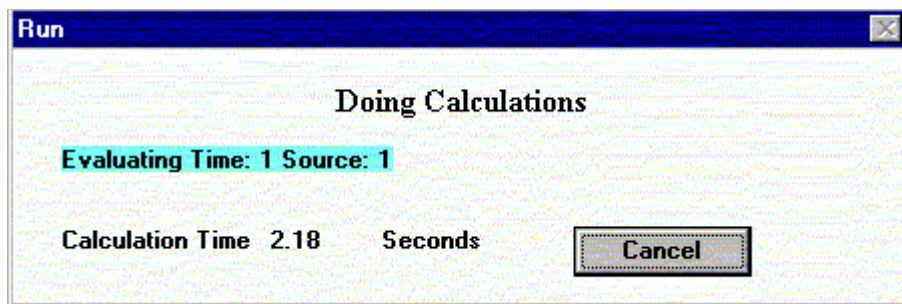 Run
Doing Calculations
Evaluating Time: 1 Source: 1
Calculation Time 2.18 Seconds
Cancel